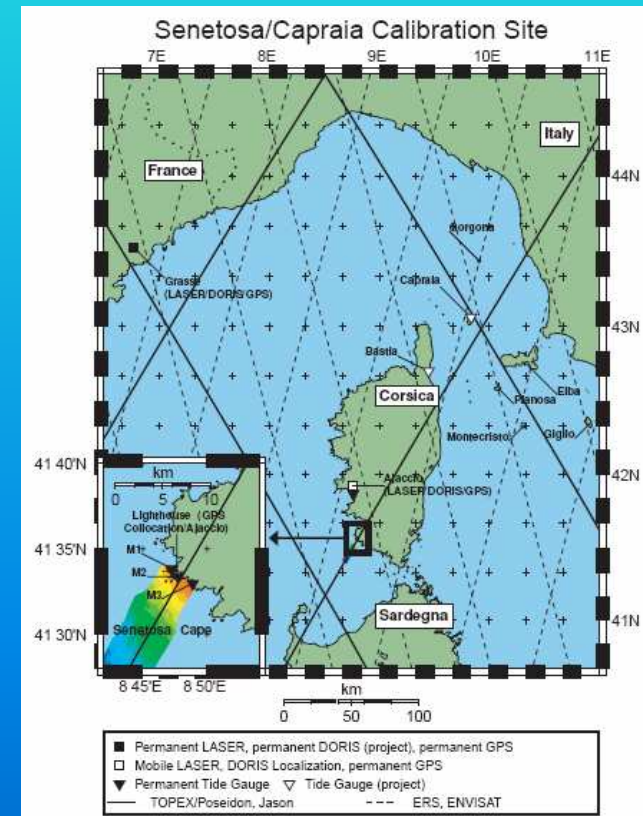 Senetosa/Capraia Calibration Site
7E 8E 9E 10E 11E
Italy
France
44N
Gorgona
Grasse
(LASER/DORIS/GPS)
Capraia
43N
Bastia
Elba
Corsica
Pianosa
Montecristo
Giglio
41 40'N
km
42N
0 5 10
Ajaccio
(LASER/DORIS/GPS)
Lighthouse (GPS
Collocation/Ajaccio)
41 35'N
M1
M2
M3
Sardegna
41N
Senetosa Cape
41 30'N
8 45'E 8 50'E
km
0 50 100
■ Permanent LASER, permanent DORIS (project), permanent GPS
□ Mobile LASER, DORIS Localization, permanent GPS
▼ Permanent Tide Gauge ▽ Tide Gauge (project)
TOPEX/Poseidon, Jason ERS, ENVISAT